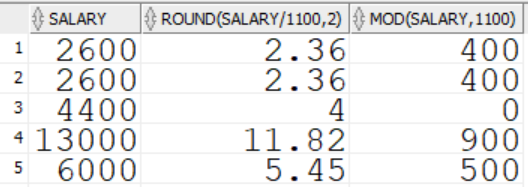 SALARY ROUND(SALARY/1100,2) MOD(SALARY,1100)
1 2600 2.36 400
2 2600 2.36 400
3 4400 4 0
4 13000 11.82 900
5 6000 5.45 500